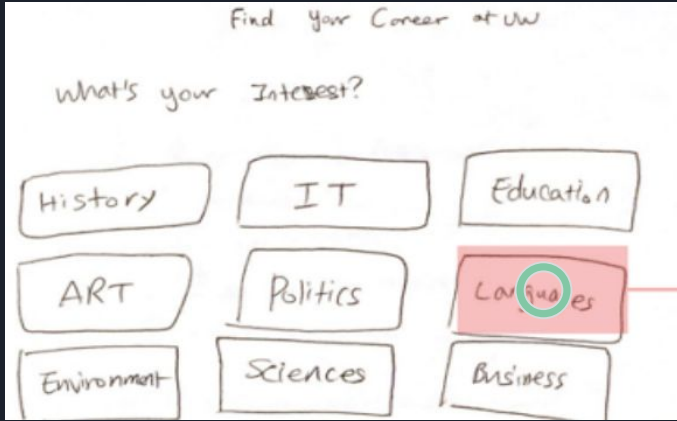 Find your Career at UW
What's your Interest?
History IT Education
ART Politics Languages
Environment Sciences Business